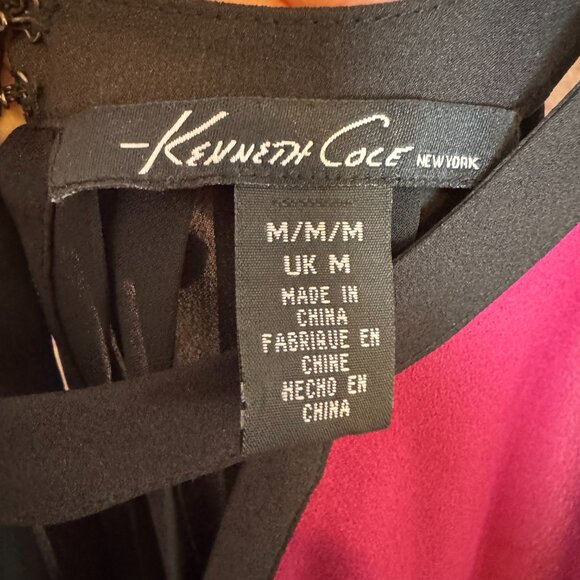 -KENNETH COLE NEW YORK
M/M/M
UK M
MADE IN
CHINA
FABRIQUE EN
CHINE
HECHO EN
CHINA